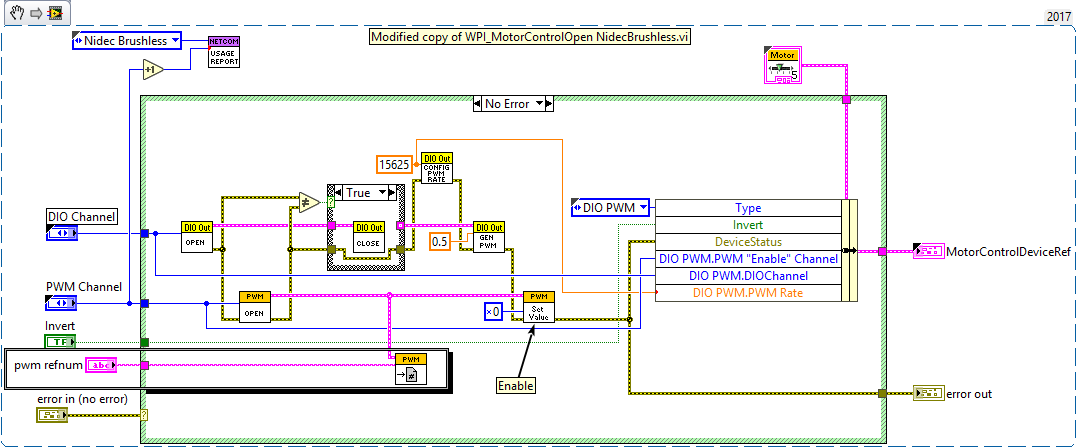 2017
Modified copy of WPI_MotorControlOpen NidecBrushless.vi
Nidec Brushless
NETCOM
USAGE
REPORT
+1
Motor
5
No Error
15625
DIO Out
CONFIG
PWM
RATE
True
?
DIO Channel
DIO Out
OPEN
DIO Out
CLOSE
0.5
DIO Out
GEN
PWM
DIO PWM
Type
Invert
DeviceStatus
DIO PWM.PWM "Enable" Channel
DIO PWM.DIOChannel
DIO PWM.PWM Rate
MotorControlDeviceRef
PWM Channel
PWM
OPEN
×0
PWM
Set
Value
Invert
TF
pwm refnum
abc
PWM
#
Enable
error in (no error)
?
error out